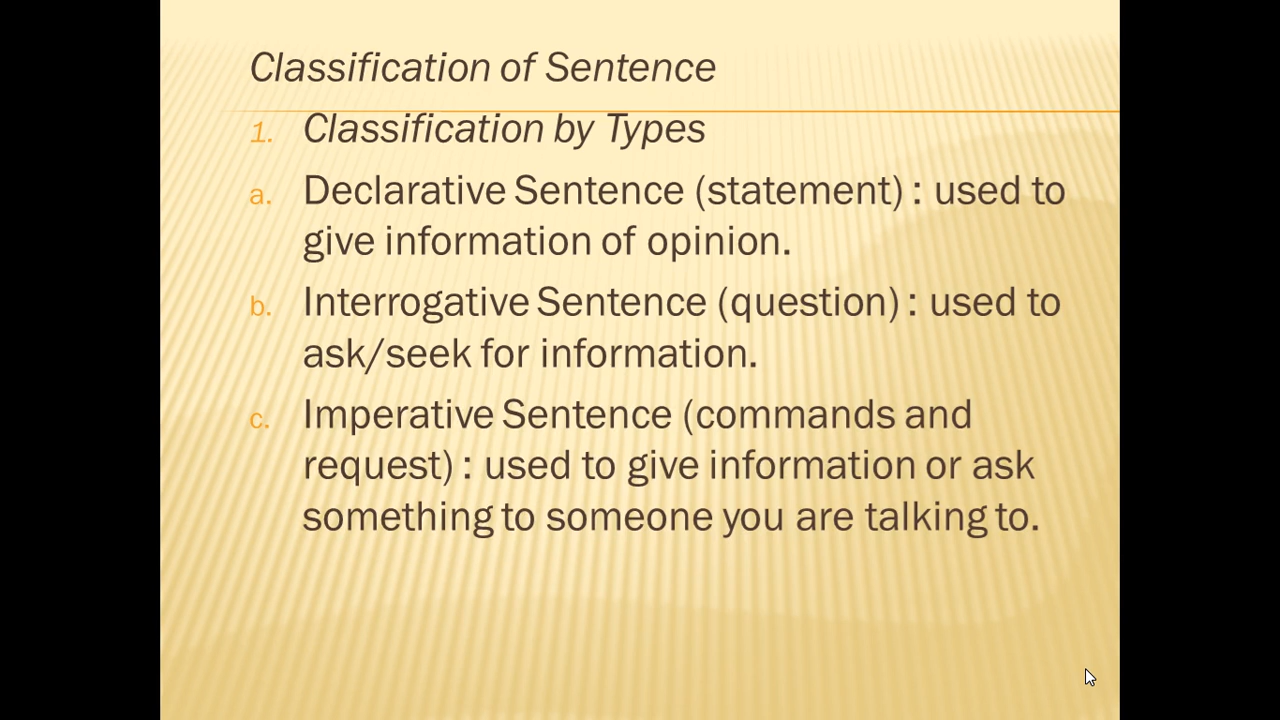 Classification of Sentence
1. Classification by Types
a. Declarative Sentence (statement) : used to
give information of opinion.
b. Interrogative Sentence (question) : used to
ask/seek for information.
c. Imperative Sentence (commands and
request) : used to give information or ask
something to someone you are talking to.